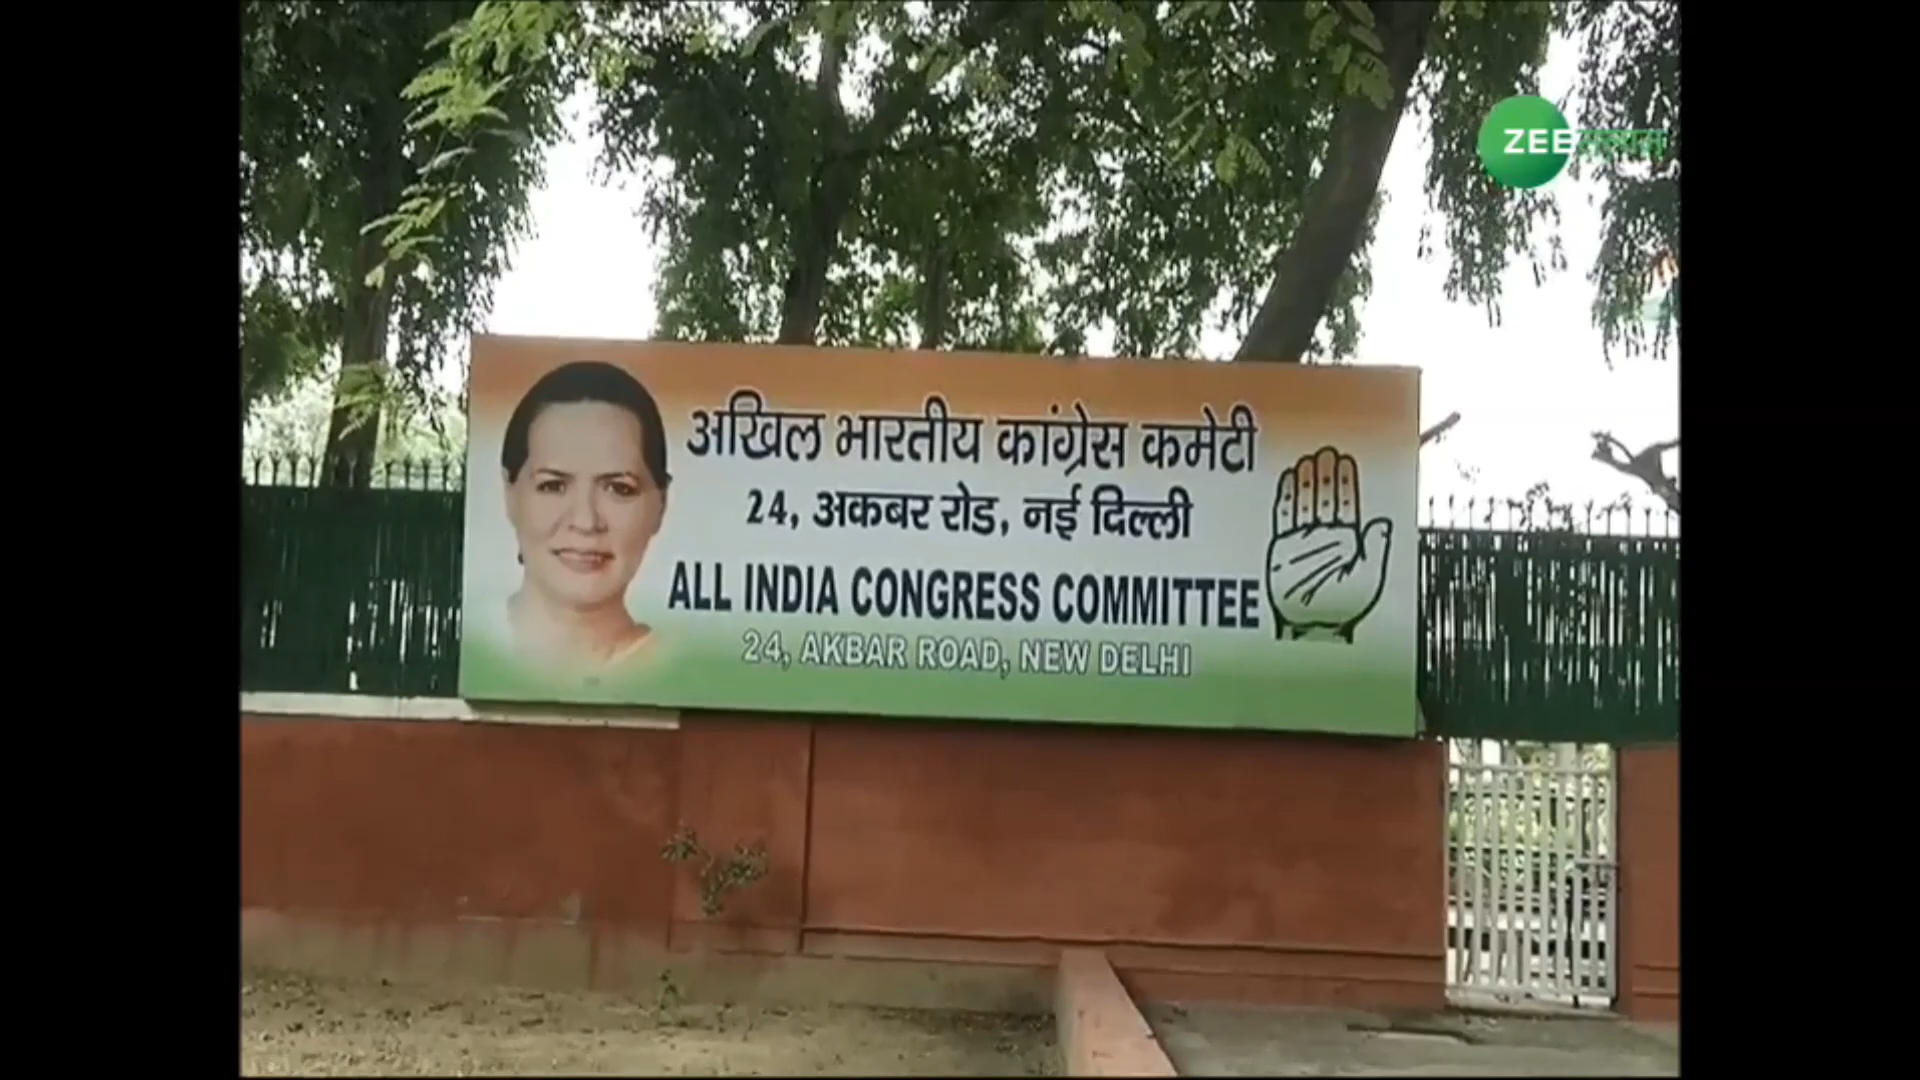 ZEE
अखिल भारतीय कांग्रेस कमेटी
24, अकबर रोड, नई दिल्ली
ALL INDIA CONGRESS COMMITTEE
24, AKBAR ROAD, NEW DELHI